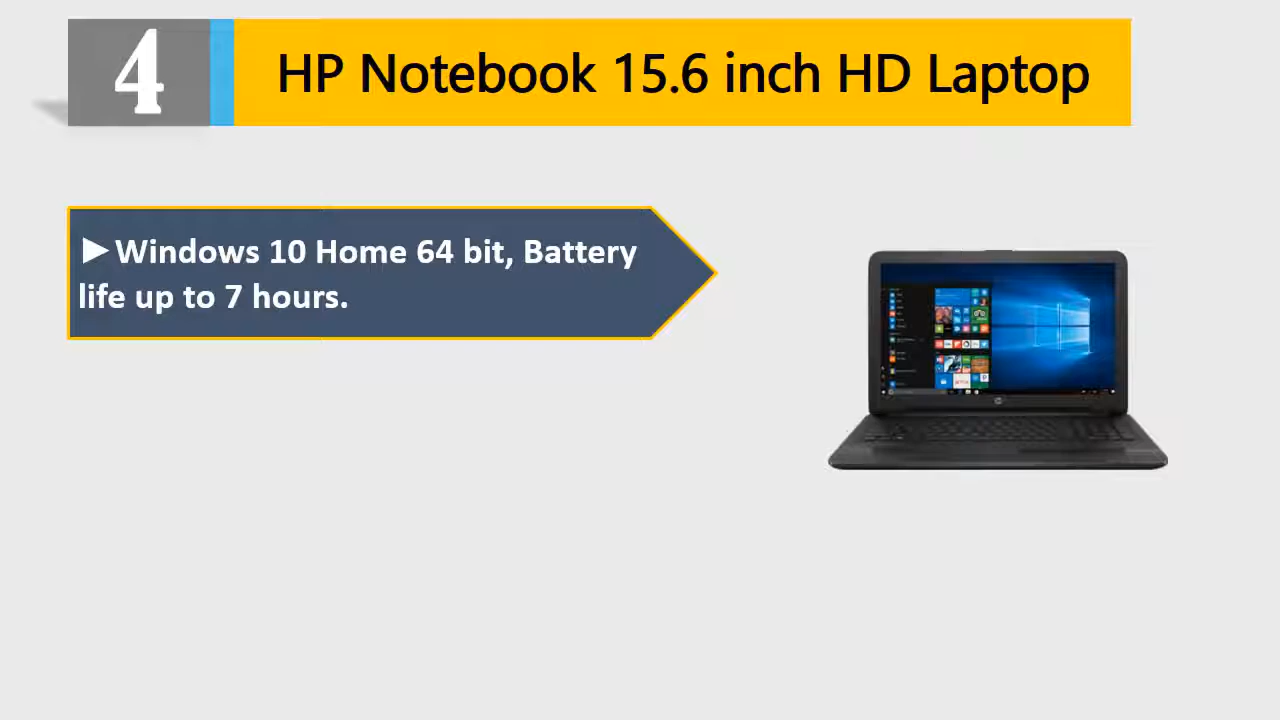 4
HP Notebook 15.6 inch HD Laptop
►Windows 10 Home 64 bit, Battery
life up to 7 hours.